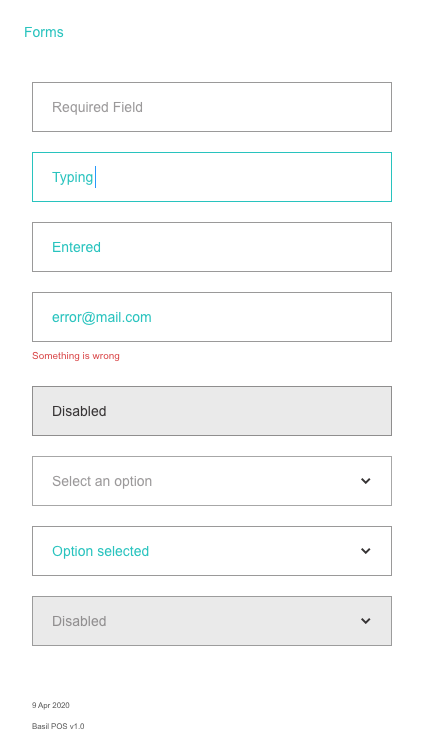 Forms
Required Field
Typing
Entered
error@mail.com
Something is wrong
Disabled
Select an option
Option selected
Disabled
9 Apr 2020
Basil POS v1.0